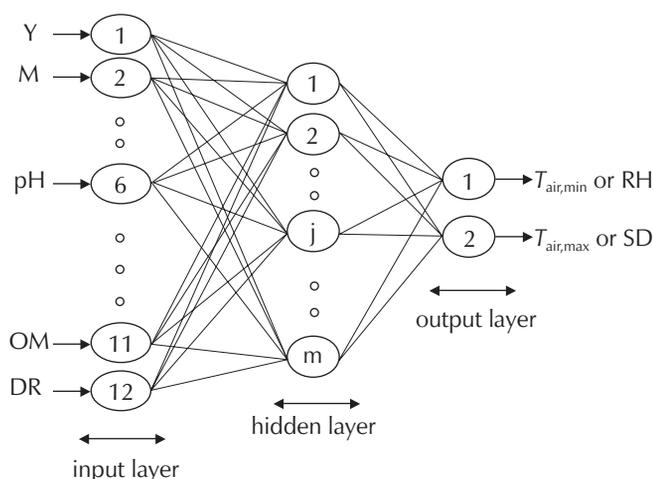 Y
1
M
2
1
2
pH
6
1
T_air,min or RH
j
2
T_air,max or SD
OM
11
m
output layer
DR
12
hidden layer
input layer